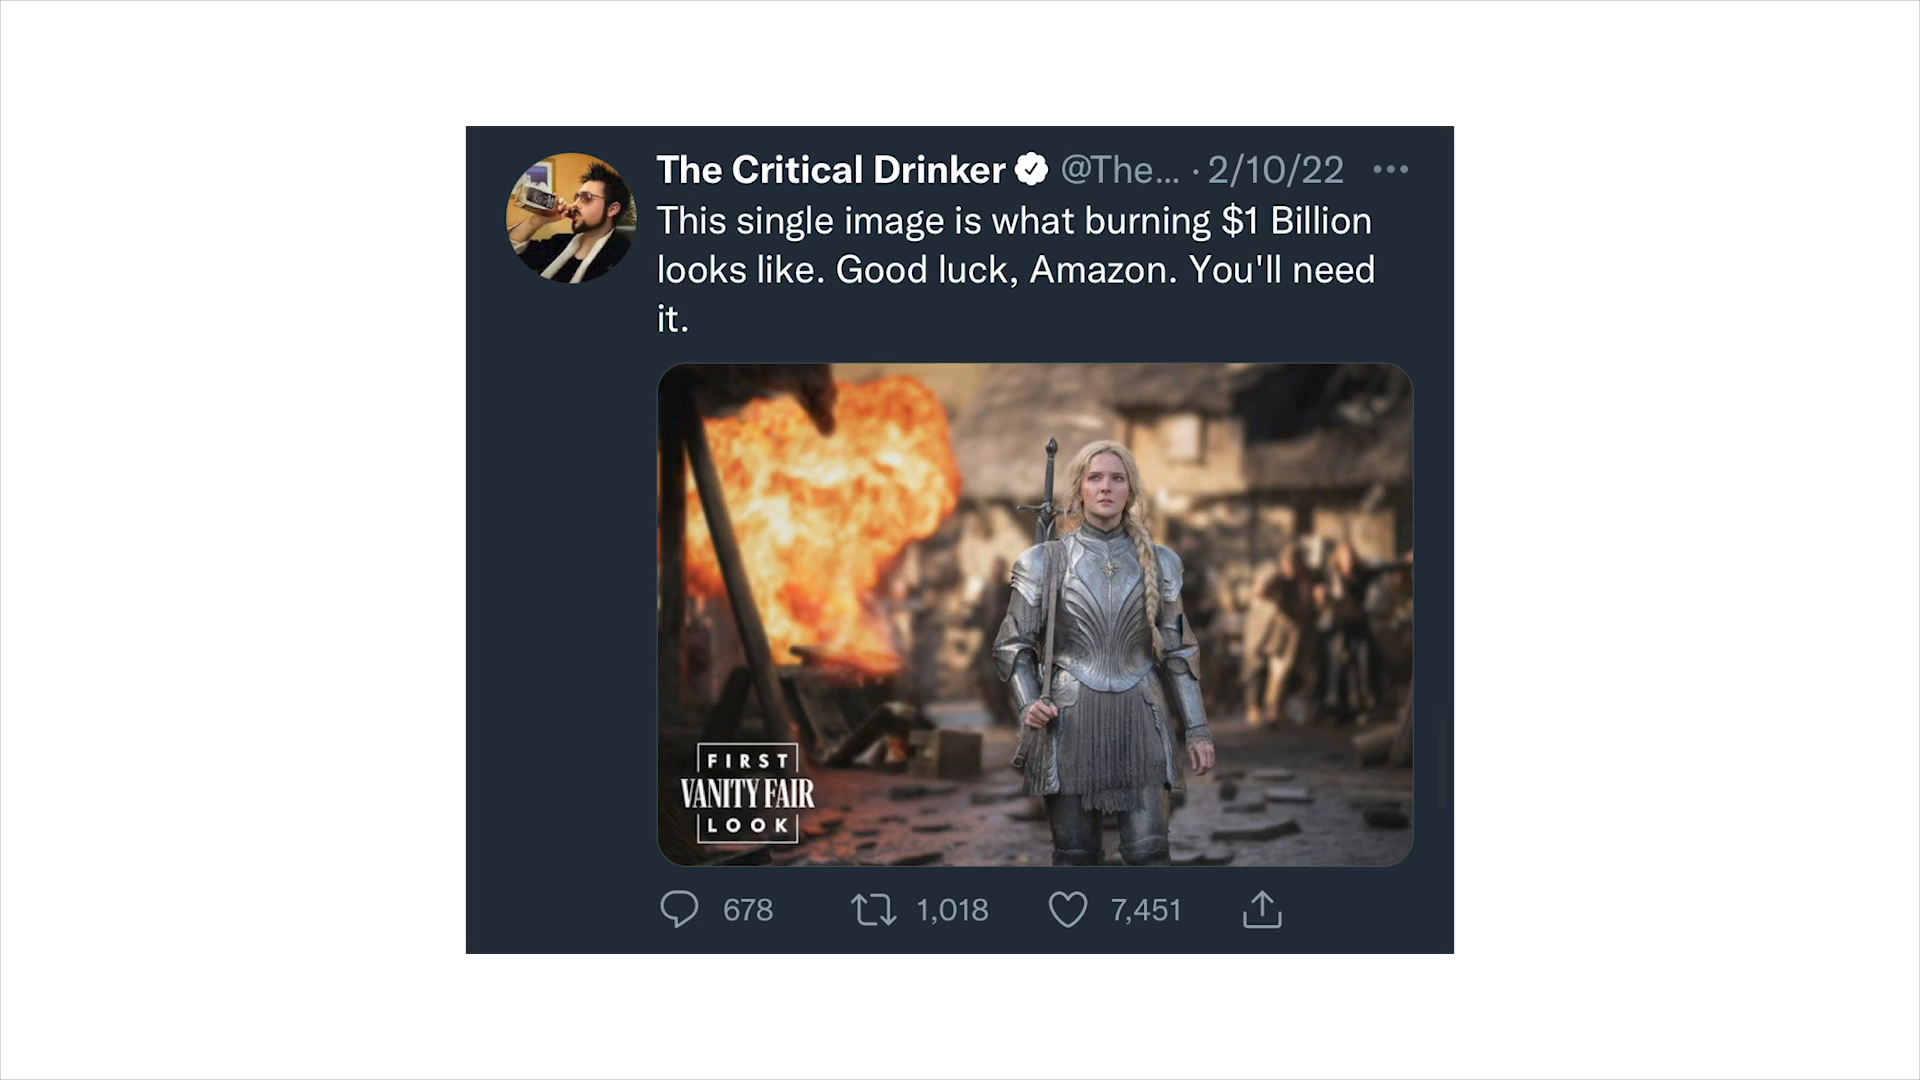 The Critical Drinker @The... · 2/10/22
This single image is what burning $1 Billion
looks like. Good luck, Amazon. You'll need
it.
FIRST
VANITY FAIR
LOOK
678 1,018 7,451